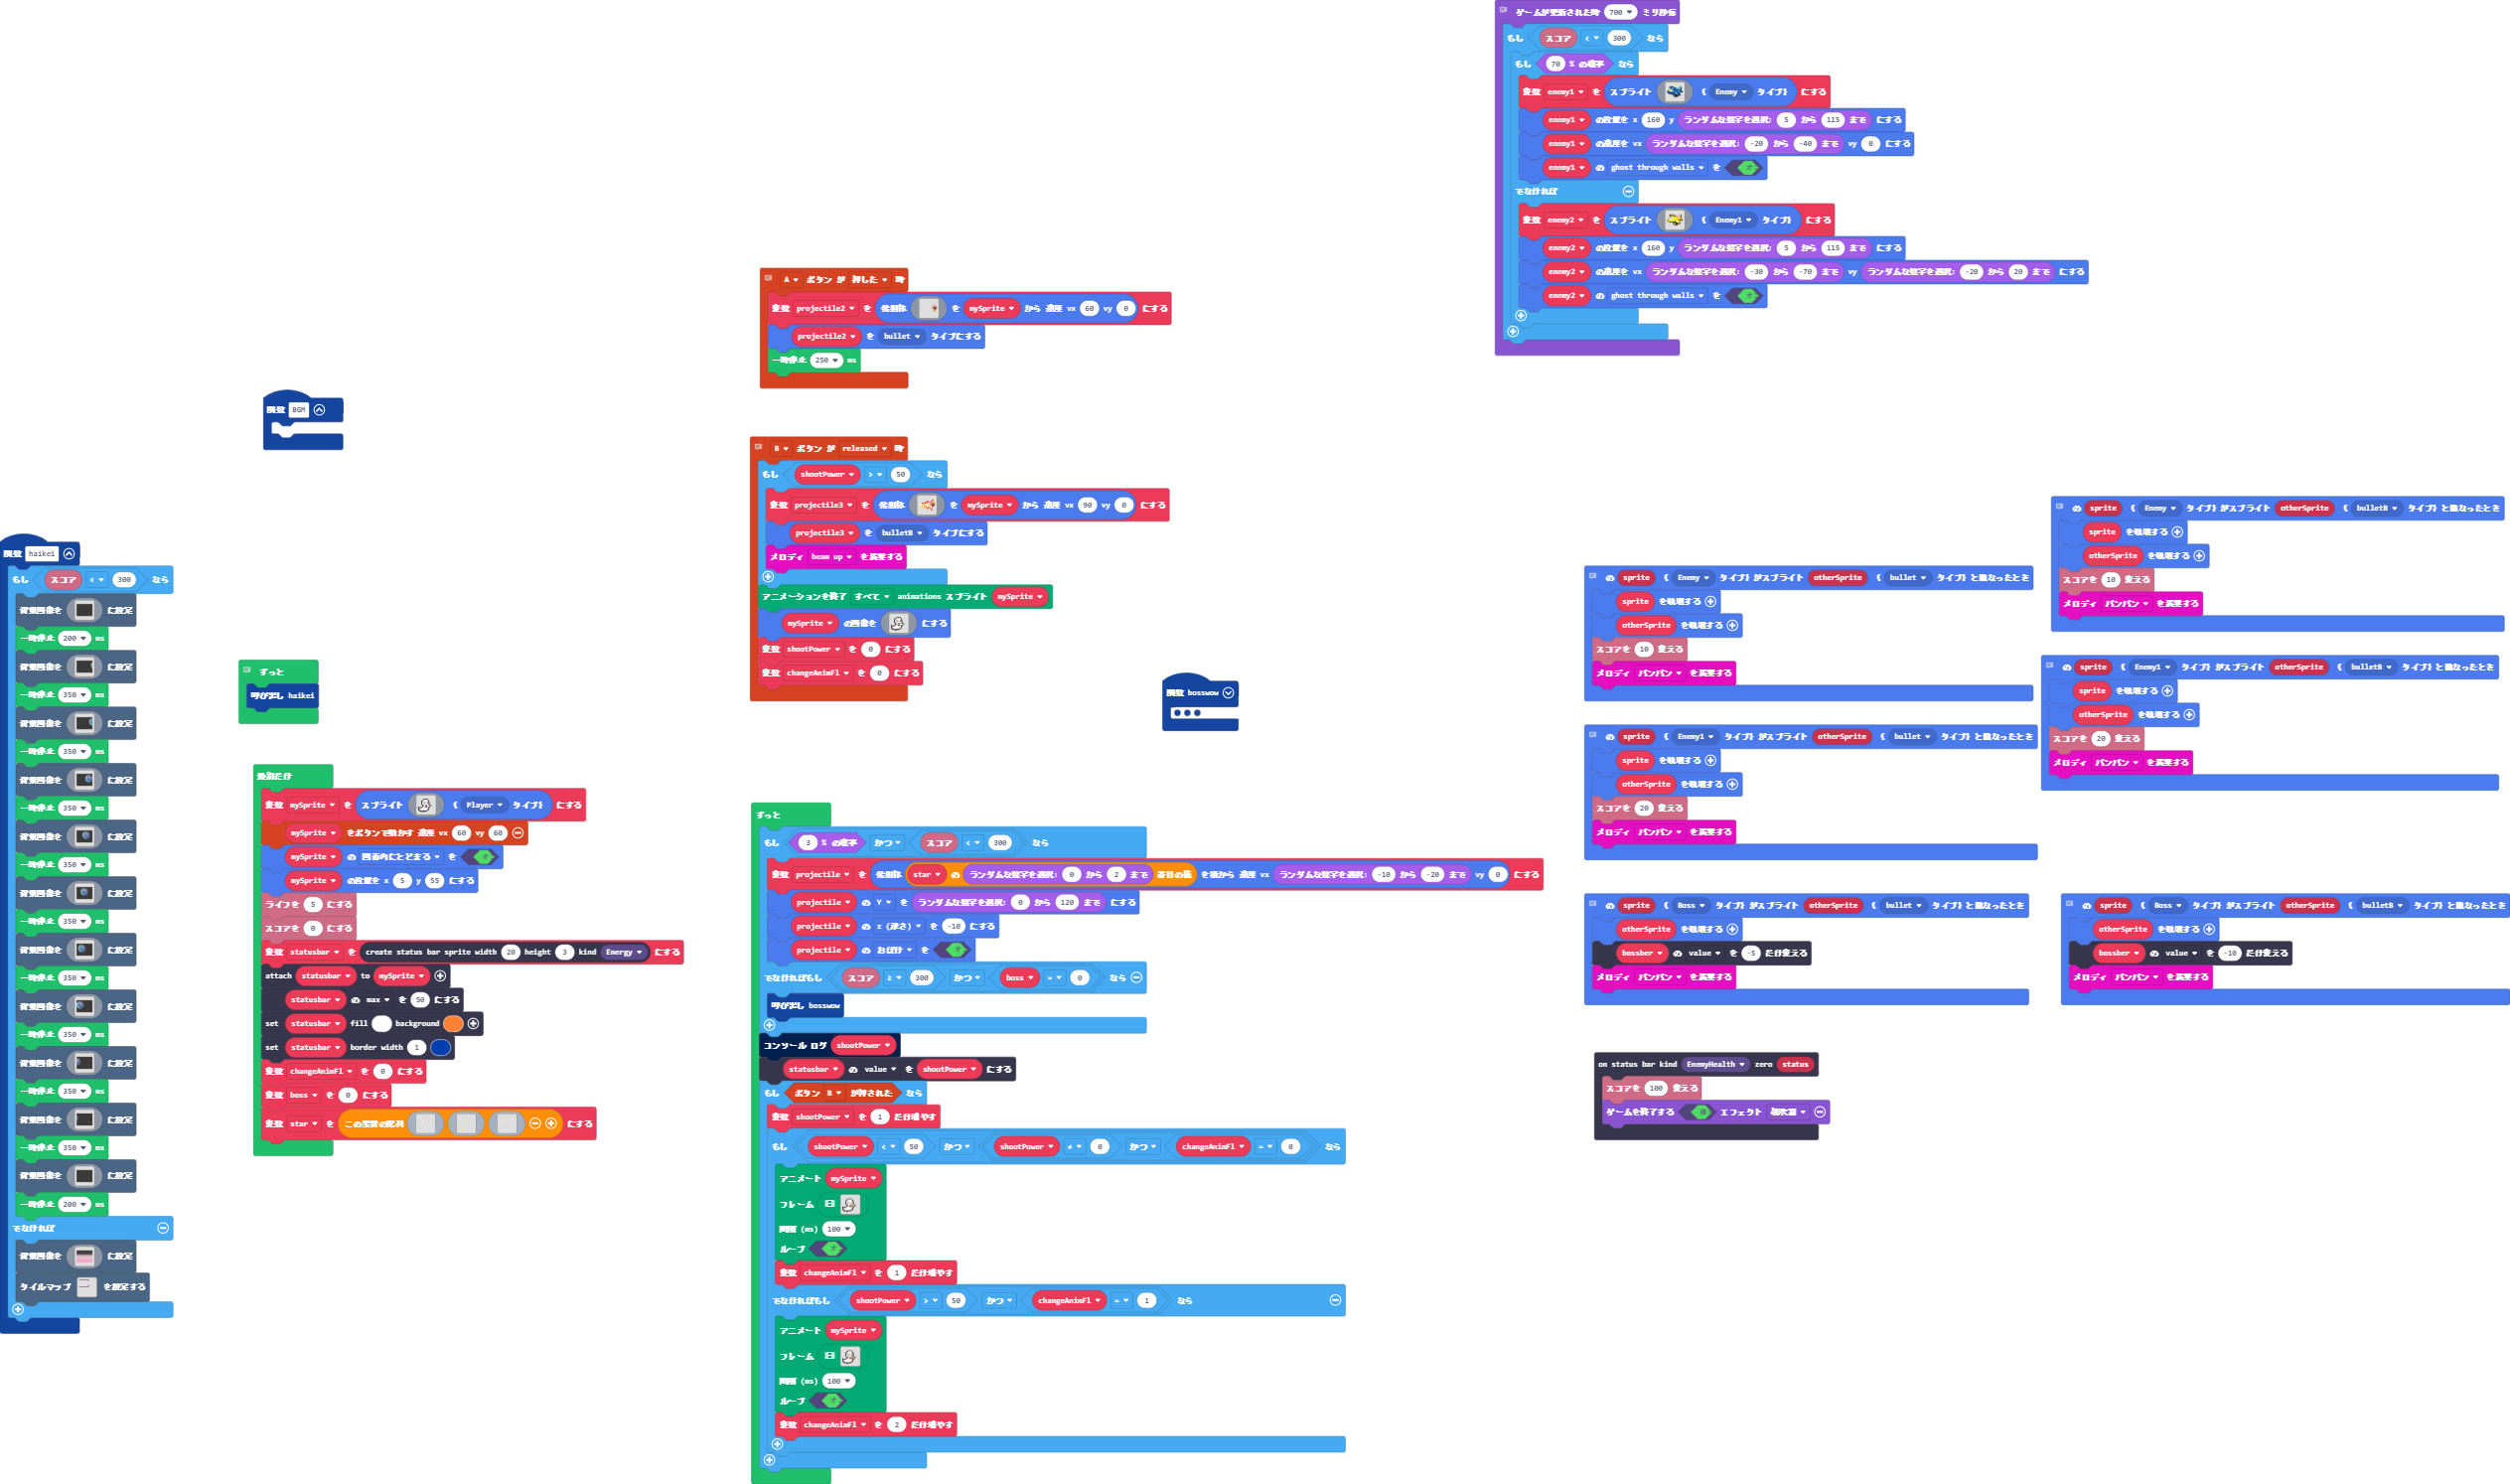 関数 haikei
もし スコア < 300 なら
背景画像を に設定
一時停止 200 ms
背景画像を に設定
一時停止 350 ms
背景画像を に設定
一時停止 350 ms
背景画像を に設定
一時停止 350 ms
背景画像を に設定
一時停止 350 ms
背景画像を に設定
一時停止 350 ms
背景画像を に設定
一時停止 350 ms
背景画像を に設定
一時停止 350 ms
背景画像を に設定
一時停止 350 ms
背景画像を に設定
一時停止 350 ms
背景画像を に設定
一時停止 200 ms
でなければ
背景画像を に設定
タイルマップ を設定する
関数 BGM
ずっと
呼び出し haikei
最初だけ
変数 mySprite を スプライト ( Player タイプ) にする
mySprite をボタンで動かす 速度 vx 60 vy 60
mySprite の 画面内にとどまる を オ
mySprite の位置を x 5 y 55 にする
ライフを 5 にする
スコアを 0 にする
変数 statusbar を create status bar sprite width 20 height 3 kind Energy にする
attach statusbar to mySprite
statusbar の max を 50 にする
set statusbar fill background
set statusbar border width 1
変数 changeAnimFl を 0 にする
変数 boss を 0 にする
変数 star を この要素の配列 にする
A ボタン が 押した 時
変数 projectile2 を 発射体 を mySprite から 速度 vx 60 vy 0 にする
projectile2 を bullet タイプにする
一時停止 250 ms
B ボタン が released 時
もし shootPower > 50 なら
変数 projectile3 を 発射体 を mySprite から 速度 vx 90 vy 0 にする
projectile3 を bulletB タイプにする
メロディ beam up を演奏する
アニメーションを終了 すべて animations スプライト mySprite
mySprite の画像を にする
変数 shootPower を 0 にする
変数 changeAnimFl を 0 にする
関数 bosswow
ずっと
もし 3 % の確率 かつ スコア < 300 なら
変数 projectile を 発射体 star の ランダムな数字を選択: 0 から 2 まで 番目の値 を横から 速度 vx ランダムな数字を選択: -10 から -20 まで vy 0 にする
projectile の Y を ランダムな数字を選択: 0 から 120 まで にする
projectile の z (深さ) を -10 にする
projectile の おばけ を オ
でなければもし スコア ≥ 300 かつ boss = 0 なら
呼び出し bosswow
コンソール ログ shootPower
statusbar の value を shootPower にする
もし ボタン B が押された なら
変数 shootPower を 1 だけ増やす
もし shootPower < 50 かつ shootPower ≠ 0 かつ changeAnimFl = 0 なら
アニメート mySprite
フレーム
間隔 (ms) 100
ループ オ
変数 changeAnimFl を 1 だけ増やす
でなければもし shootPower > 50 かつ changeAnimFl = 1 なら
アニメート mySprite
フレーム
間隔 (ms) 100
ループ オ
変数 changeAnimFl を 2 だけ増やす
ゲームが更新された時 700 ミリ秒毎
もし スコア < 300 なら
もし 70 % の確率 なら
変数 enemy1 を スプライト ( Enemy タイプ) にする
enemy1 の位置を x 160 y ランダムな数字を選択: 5 から 115 まで にする
enemy1 の速度を vx ランダムな数字を選択: -20 から -40 まで vy 0 にする
enemy1 の ghost through walls を オ
でなければ
変数 enemy2 を スプライト ( Enemy1 タイプ) にする
enemy2 の位置を x 160 y ランダムな数字を選択: 5 から 115 まで にする
enemy2 の速度を vx ランダムな数字を選択: -30 から -70 まで vy ランダムな数字を選択: -20 から 20 まで にする
enemy2 の ghost through walls を オ
の sprite ( Enemy タイプ) がスプライト otherSprite ( bullet タイプ) と重なったとき
sprite を破壊する
otherSprite を破壊する
スコアを 10 変える
メロディ バンバン を演奏する
の sprite ( Enemy タイプ) がスプライト otherSprite ( bulletB タイプ) と重なったとき
sprite を破壊する
otherSprite を破壊する
スコアを 10 変える
メロディ バンバン を演奏する
の sprite ( Enemy1 タイプ) がスプライト otherSprite ( bullet タイプ) と重なったとき
sprite を破壊する
otherSprite を破壊する
スコアを 20 変える
メロディ バンバン を演奏する
の sprite ( Enemy1 タイプ) がスプライト otherSprite ( bulletB タイプ) と重なったとき
sprite を破壊する
otherSprite を破壊する
スコアを 20 変える
メロディ バンバン を演奏する
の sprite ( Boss タイプ) がスプライト otherSprite ( bullet タイプ) と重なったとき
otherSprite を破壊する
bossber の value を -5 だけ変える
メロディ バンバン を演奏する
の sprite ( Boss タイプ) がスプライト otherSprite ( bulletB タイプ) と重なったとき
otherSprite を破壊する
bossber の value を -10 だけ変える
メロディ バンバン を演奏する
on status bar kind EnemyHealth zero status
スコアを 100 変える
ゲームを終了する 勝 エフェクト 紙吹雪